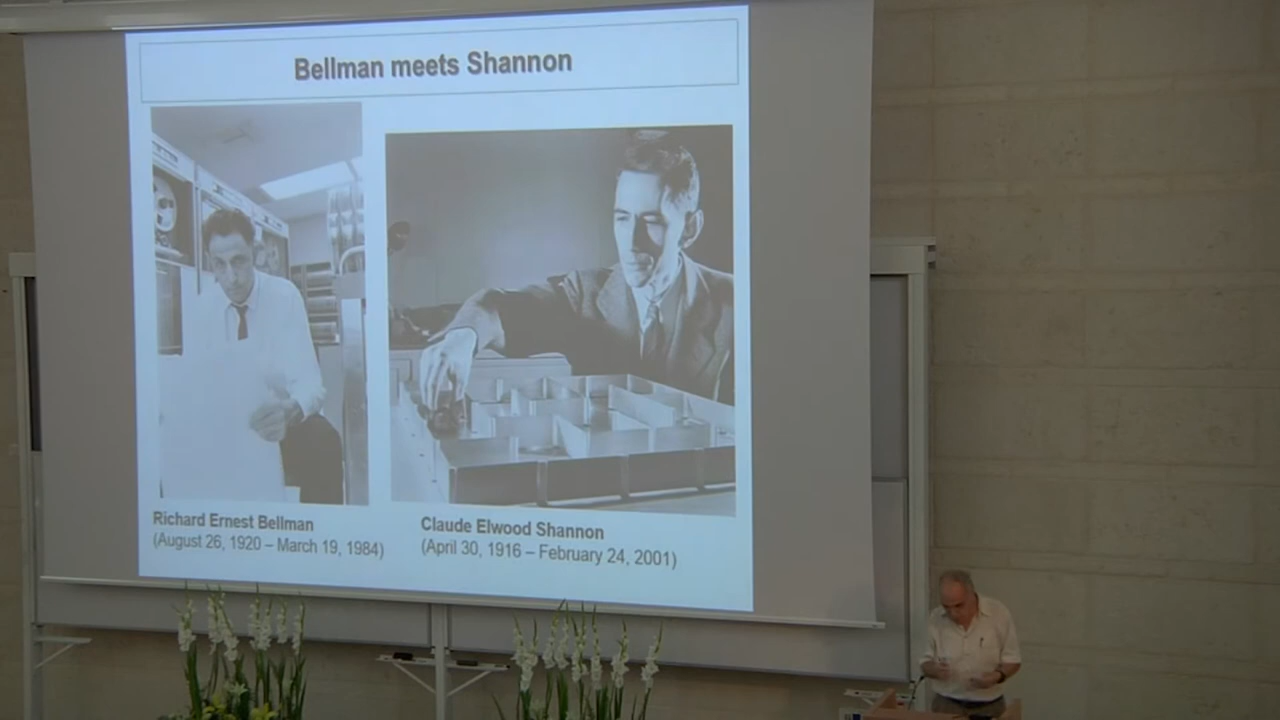 Bellman meets Shannon
Richard Ernest Bellman
(August 26, 1920 – March 19, 1984)
Claude Elwood Shannon
(April 30, 1916 – February 24, 2001)